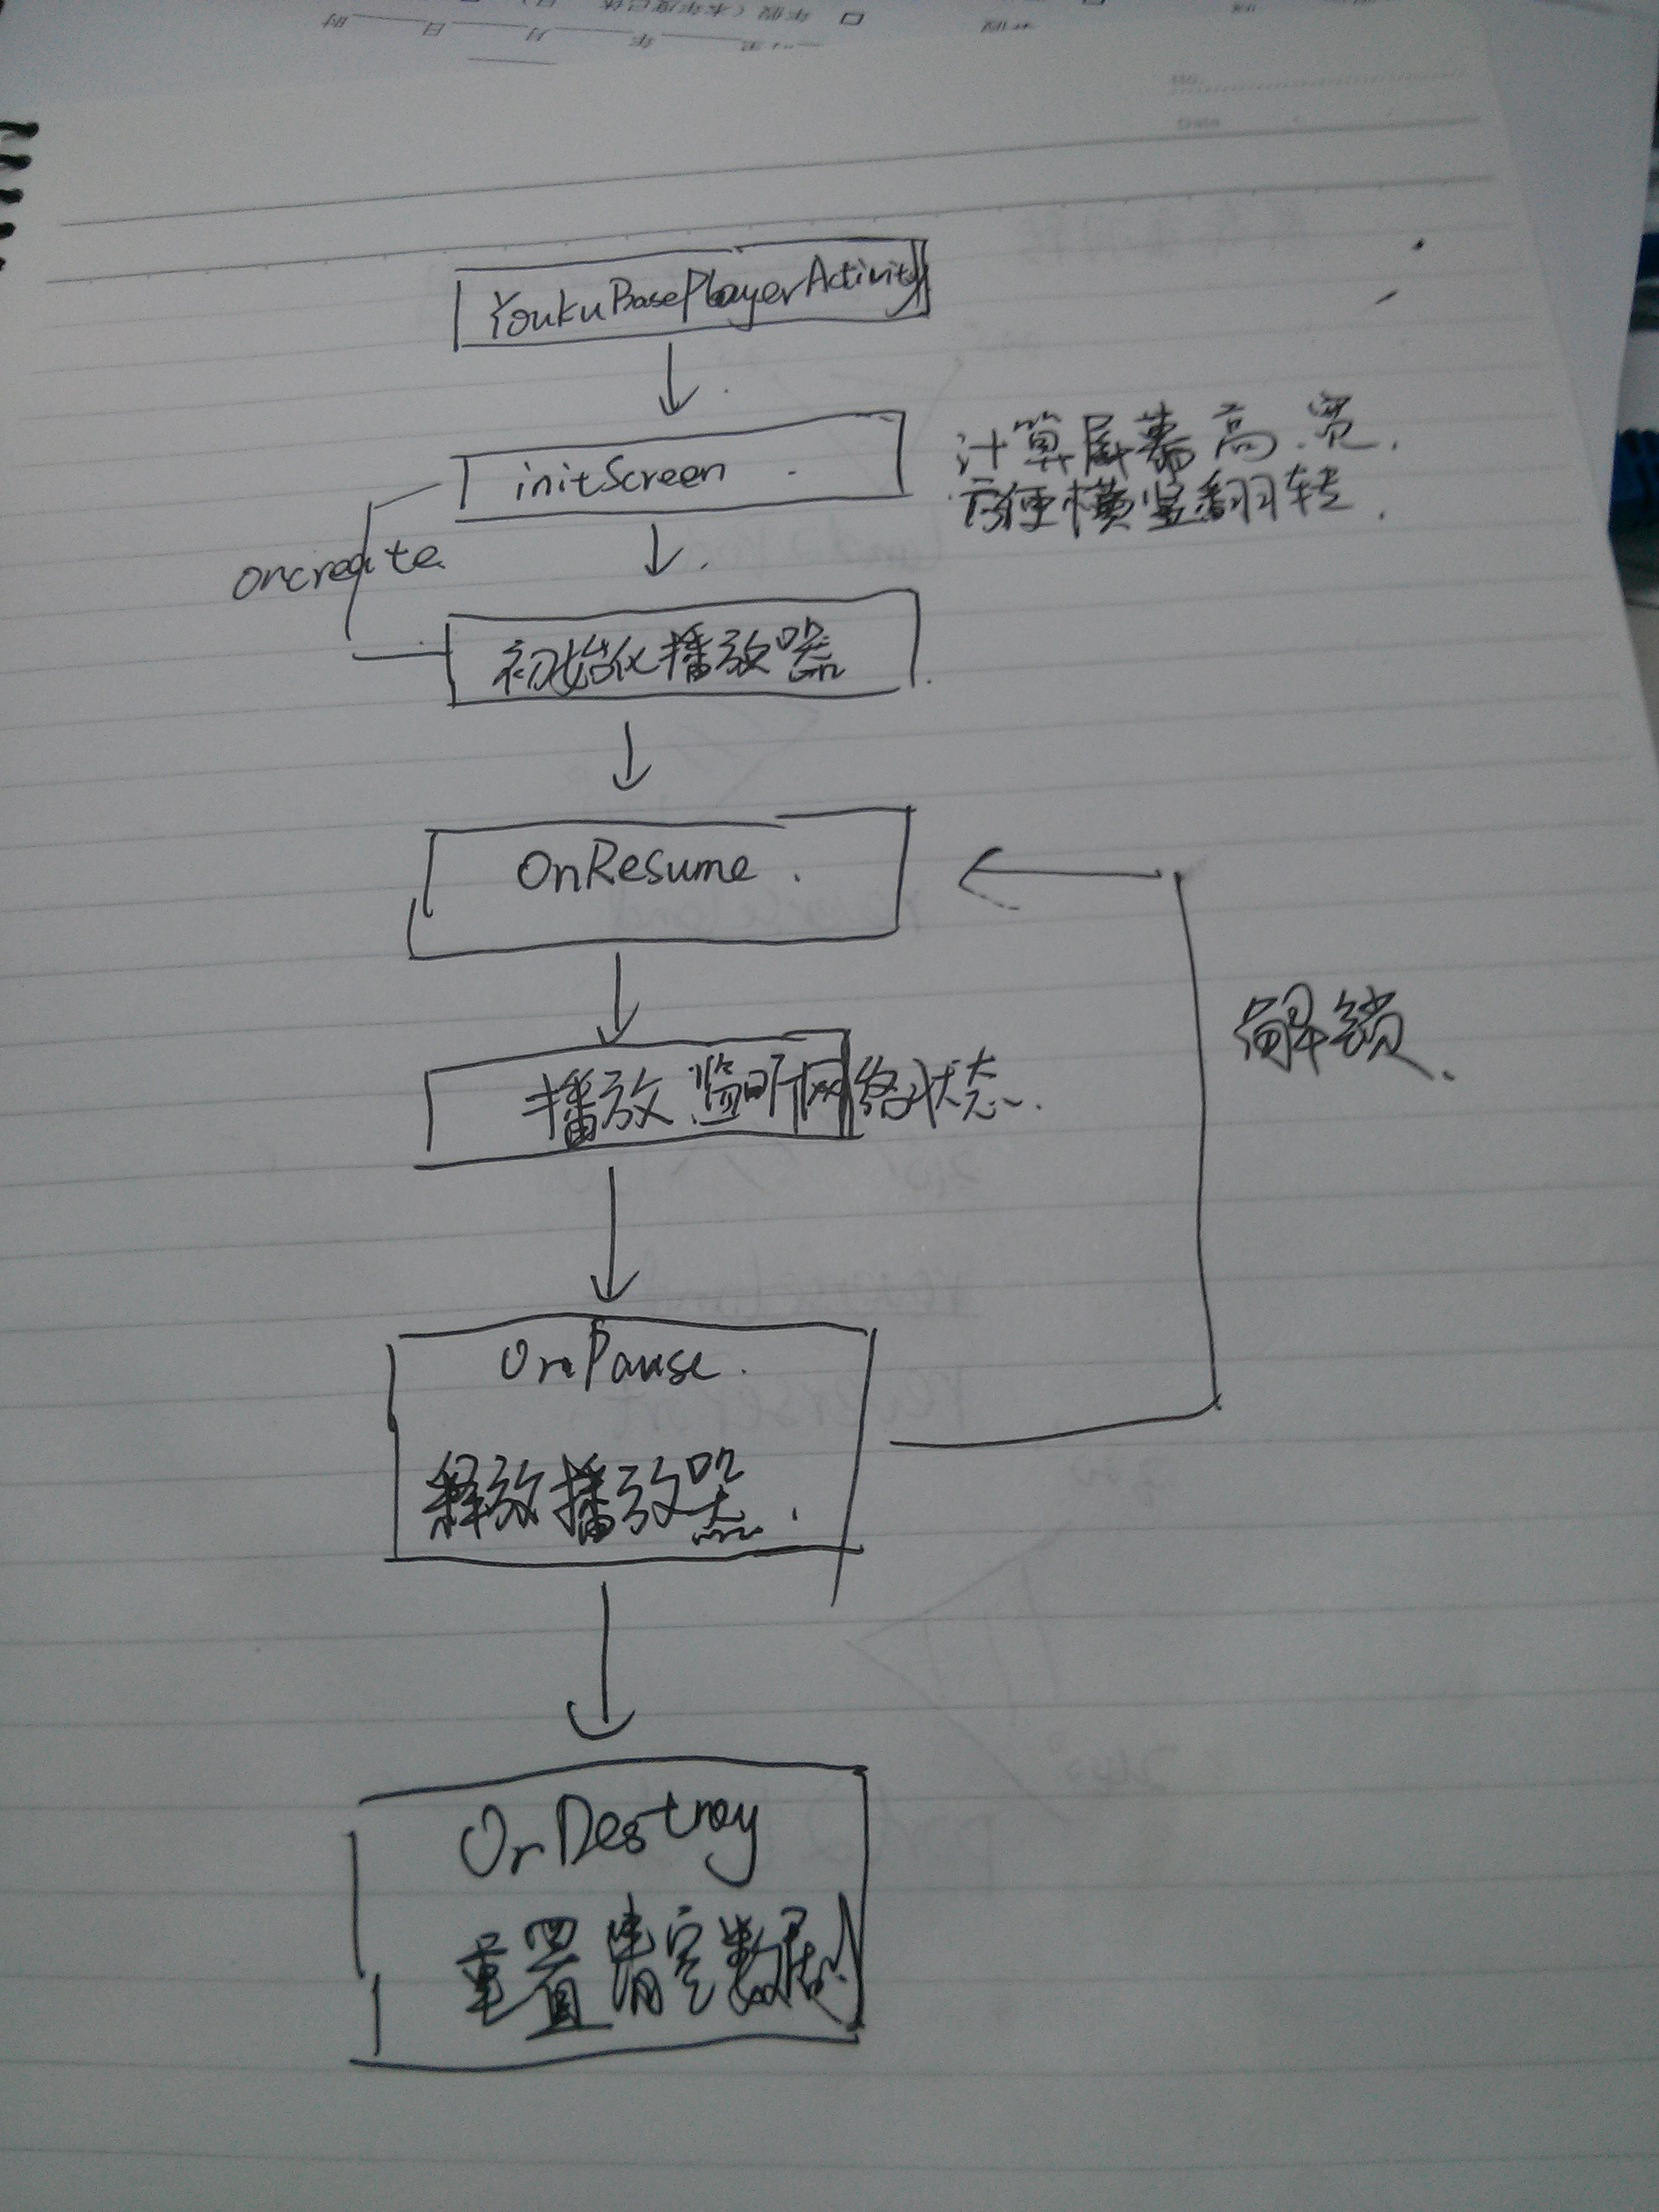 YoukuBasePlayerActivity
initScreen
计算屏幕高.宽.
方便横竖翻转.
oncreate
初始化播放器
OnResume
解锁
播放 监听网络状态
OnPause
释放播放器
OnDestroy
重置 清空数据